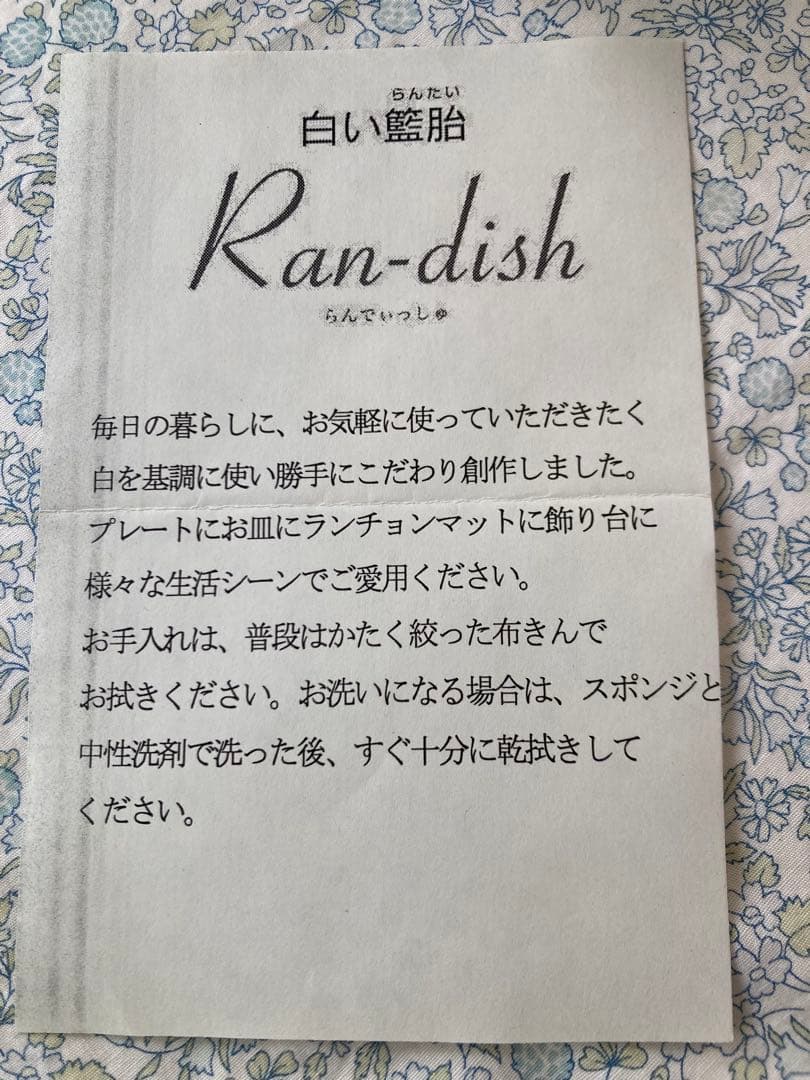 らんたい
白い籃胎
Ran-dish
らんでぃっしゅ
毎日の暮らしに、お気軽に使っていただきたく
白を基調に使い勝手にこだわり創作しました。
プレートにお皿にランチョンマットに飾り台に
様々な生活シーンでご愛用ください。
お手入れは、普段はかたく絞った布きんで
お拭きください。お洗いになる場合は、スポンジと
中性洗剤で洗った後、すぐ十分に乾拭きして
ください。